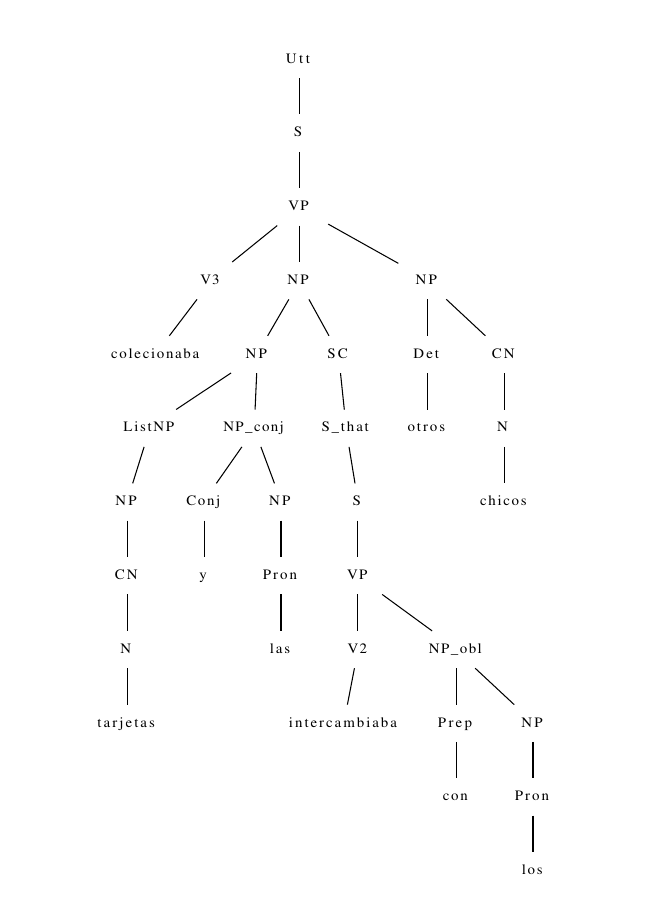 Utt
S
VP
V3 NP NP
colecionaba NP SC Det CN
ListNP NP_conj S_that otros N
NP Conj NP S chicos
CN y Pron VP
N las V2 NP_obl
tarjetas intercambiaba Prep NP
con Pron
los